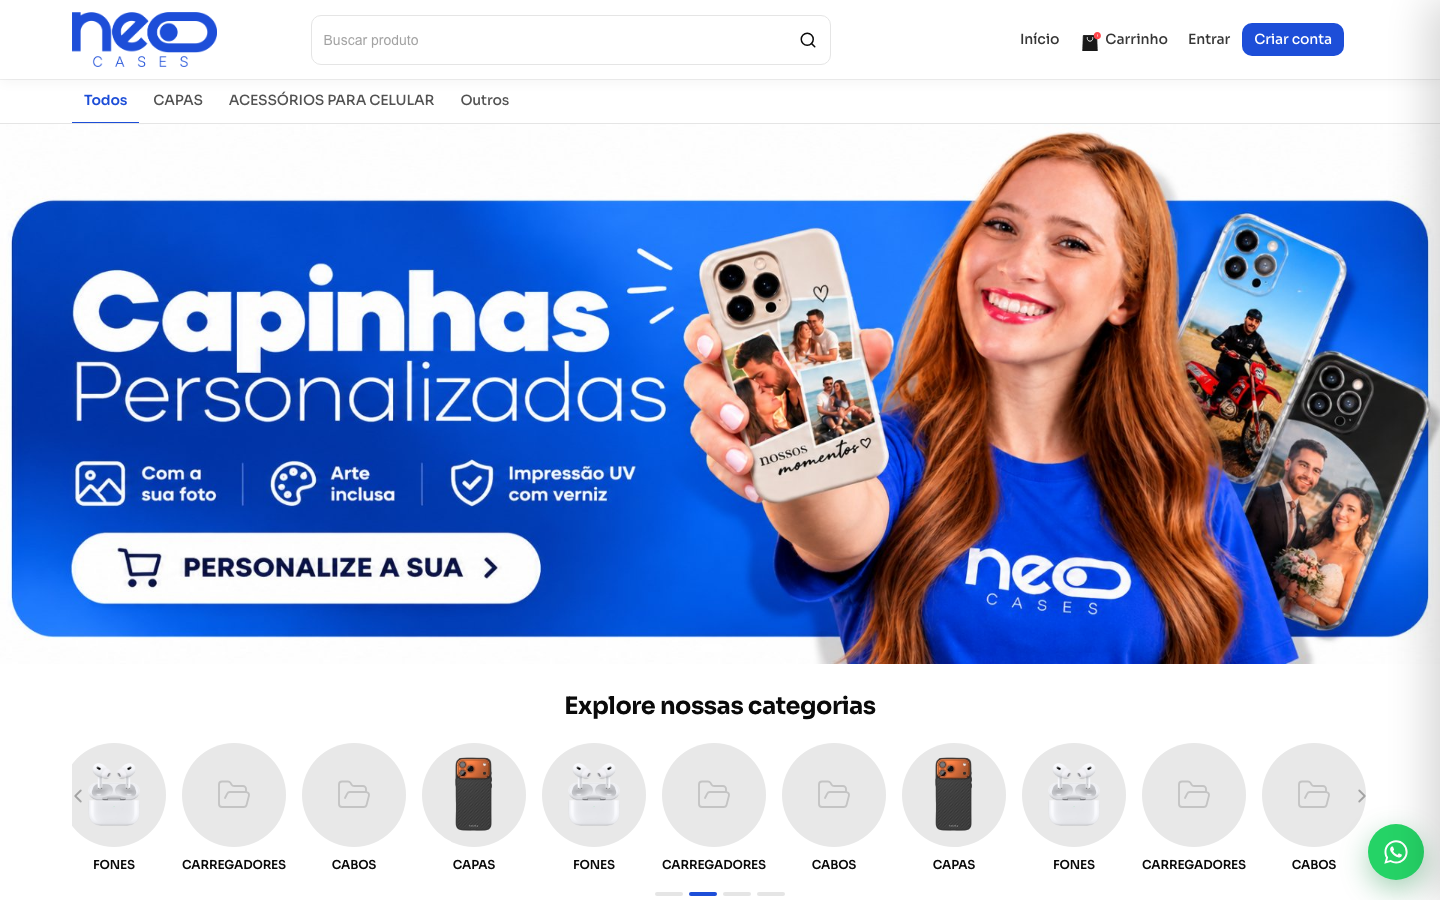 neo
CASES
Buscar produto
Início
Carrinho
Entrar
Criar conta
Todos
CAPAS
ACESSÓRIOS PARA CELULAR
Outros
Capinhas
Personalizadas
Com a
sua foto
Arte
inclusa
Impressão UV
com verniz
PERSONALIZE A SUA
nossos
momentos
neo
CASES
Explore nossas categorias
FONES
CARREGADORES
CABOS
CAPAS
FONES
CARREGADORES
CABOS
CAPAS
FONES
CARREGADORES
CABOS